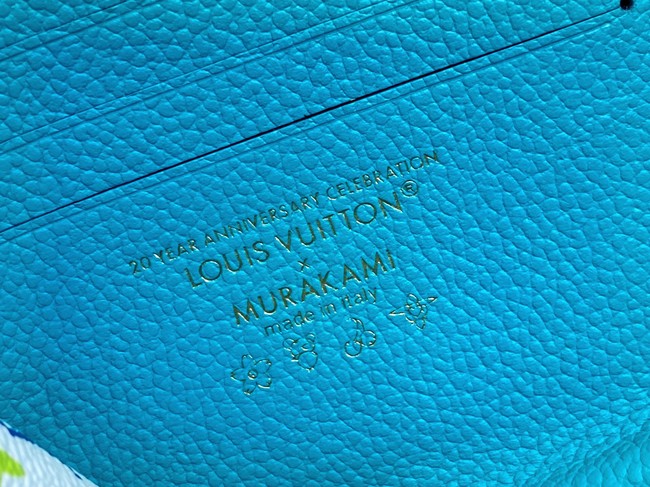 20 YEAR ANNIVERSARY CELEBRATION
LOUIS VUITTON®
×
MURAKAMi
made in italy